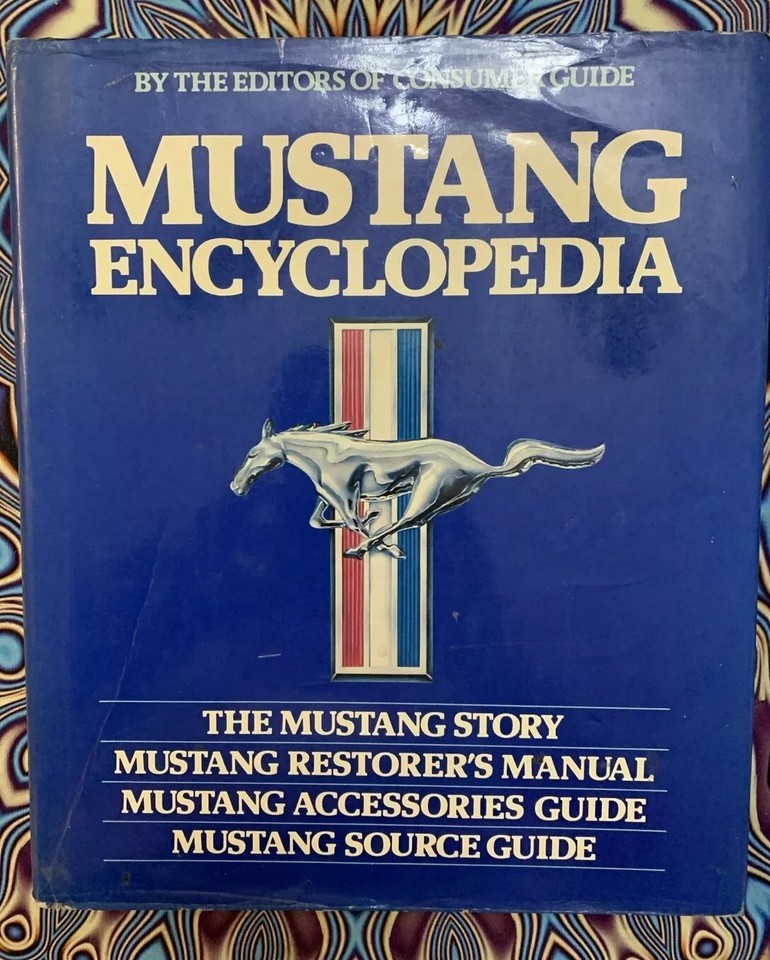 BY THE EDITORS OF CONSUMER GUIDE
MUSTANG
ENCYCLOPEDIA
THE MUSTANG STORY
MUSTANG RESTORER'S MANUAL
MUSTANG ACCESSORIES GUIDE
MUSTANG SOURCE GUIDE